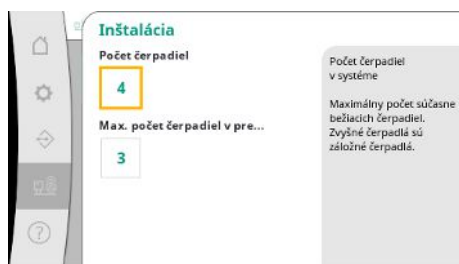 Inštalácia
Počet čerpadiel
4
Max. počet čerpadiel v pre...
3
Počet čerpadiel
v systéme
Maximálny počet súčasne
bežiacich čerpadiel.
Zvyšné čerpadlá sú
záložné čerpadlá.
?